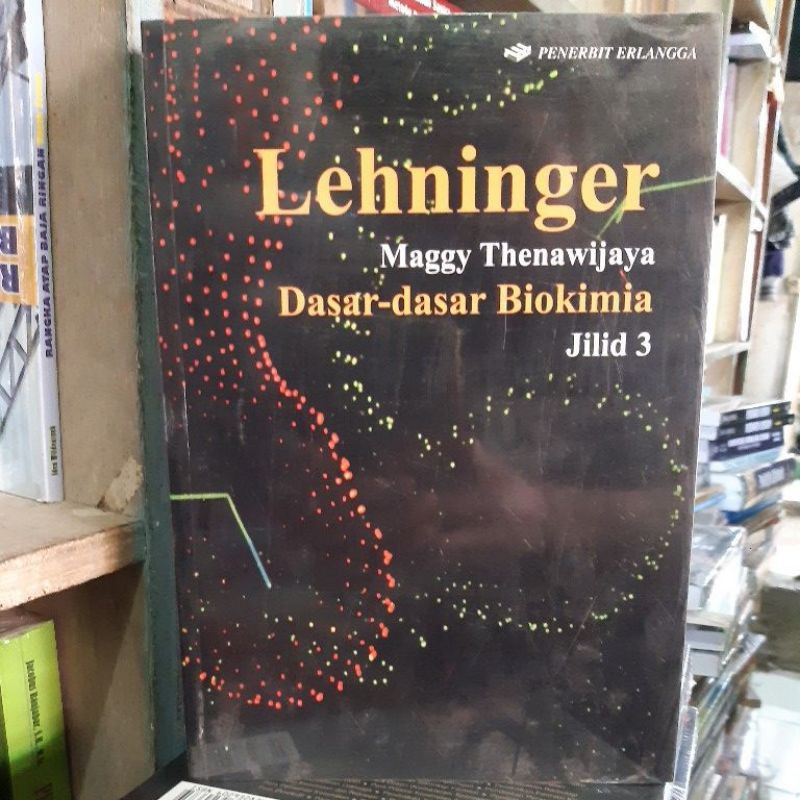 PENERBIT ERLANGGA
Lehninger
Maggy Thenawijaya
Dasar-dasar Biokimia
Jilid 3
RANGKA ATAP BAJA RINGAN